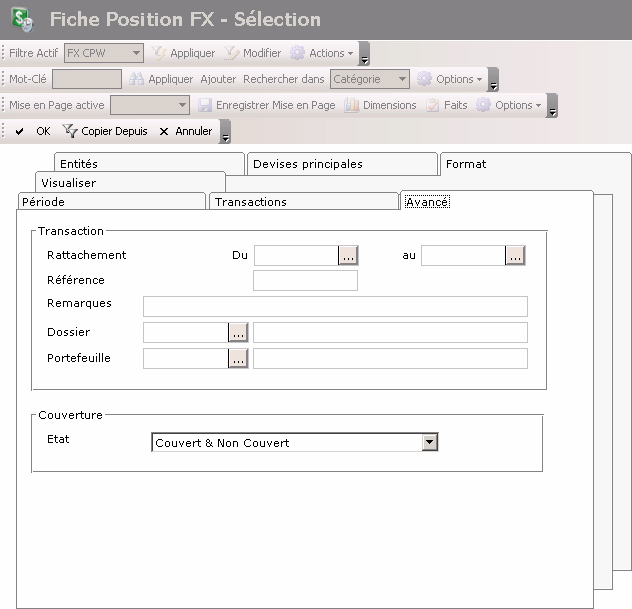 Fiche Position FX - Sélection
Filtre Actif FX CPW Appliquer Modifier Actions
Mot-Clé Appliquer Ajouter Rechercher dans Catégorie Options
Mise en Page active Enregistrer Mise en Page Dimensions Faits Options
OK Copier Depuis Annuler
Entités Devises principales Format
Visualiser
Période Transactions Avancé
Transaction
Rattachement Du ... au ...
Référence
Remarques
Dossier ...
Portefeuille ...
Couverture
Etat Couvert & Non Couvert